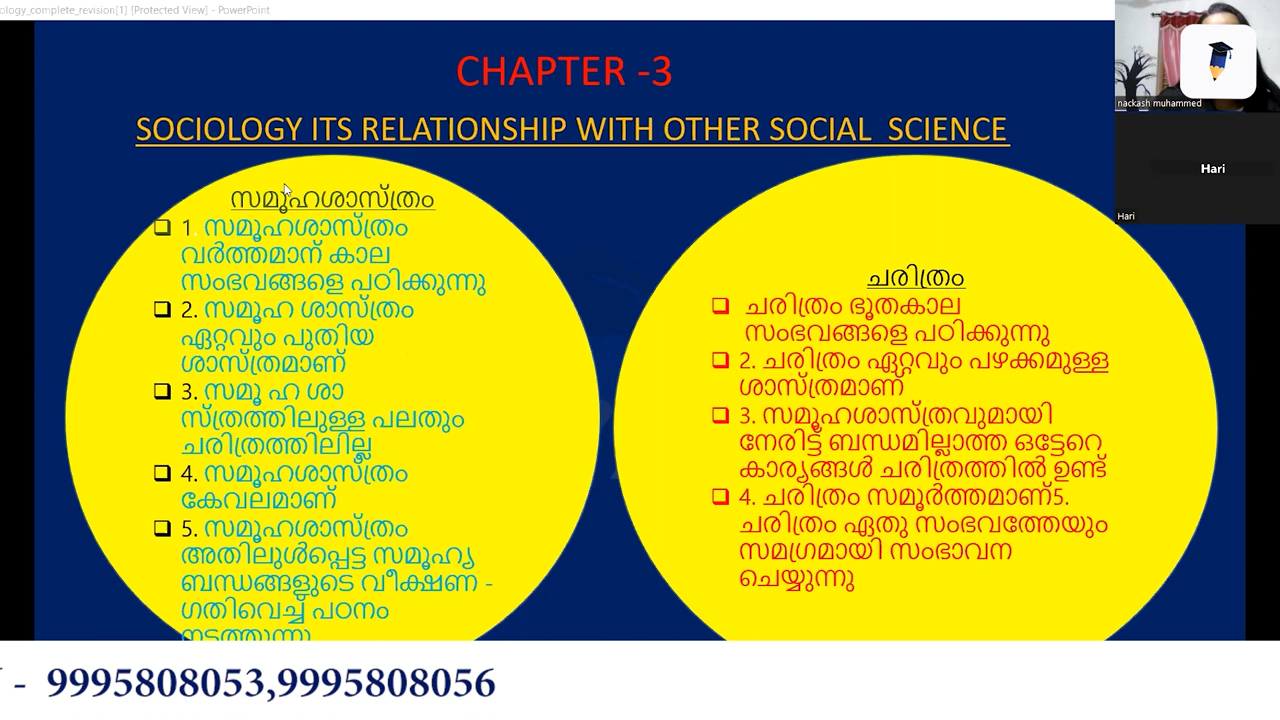 ology_complete_revision[1] [Protected View] - PowerPoint
CHAPTER -3
SOCIOLOGY ITS RELATIONSHIP WITH OTHER SOCIAL SCIENCE
സമൂഹശാസ്ത്രം
1. സമൂഹശാസ്ത്രം
വർത്തമാന് കാല
സംഭവങ്ങളെ പഠിക്കുന്നു
2. സമൂഹ ശാസ്ത്രം
ഏറ്റവും പുതിയ
ശാസ്ത്രമാണ്
3. സമൂ ഹ ശാ
സ്ത്രത്തിലുള്ള പലതും
ചരിത്രത്തിലില്ല
4. സമൂഹശാസ്ത്രം
കേവലമാണ്
5. സമൂഹശാസ്ത്രം
അതിലുൾപ്പെട്ട സമൂഹ്യ
ബന്ധങ്ങളുടെ വീക്ഷണ -
ഗതിവെച്ച് പഠനം
നടത്തുന്നു
ചരിത്രം
ചരിത്രം ഭൂതകാല
സംഭവങ്ങളെ പഠിക്കുന്നു
2. ചരിത്രം ഏറ്റവും പഴക്കമുള്ള
ശാസ്ത്രമാണ്
3. സമൂഹശാസ്ത്രവുമായി
നേരിട്ട് ബന്ധമില്ലാത്ത ഒട്ടേറെ
കാര്യങ്ങൾ ചരിത്രത്തിൽ ഉണ്ട്
4. ചരിത്രം സമൂർത്തമാണ്5.
ചരിത്രം ഏതു സംഭവത്തേയും
സമഗ്രമായി സംഭാവന
ചെയ്യുന്നു
nackash muhammed
Hari
Hari
- 9995808053,9995808056